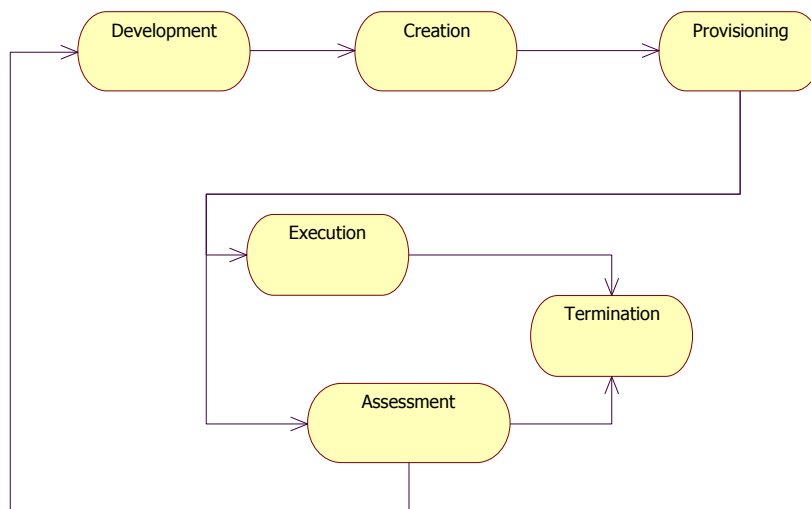 Development
Creation
Provisioning
Execution
Termination
Assessment